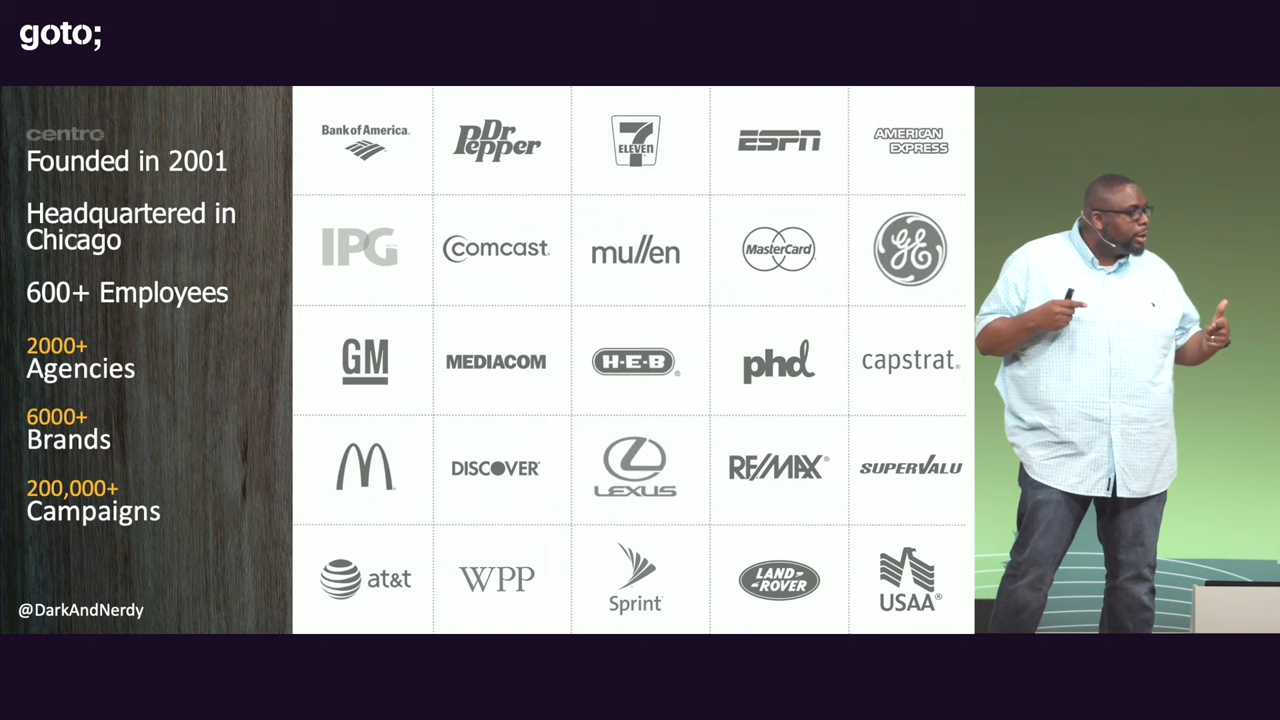 goto;
centro
Founded in 2001
Headquartered in
Chicago
600+ Employees
2000+
Agencies
6000+
Brands
200,000+
Campaigns
@DarkAndNerdy
Bank of America.
Dr
Pepper
7
ELEVEN
ESPN
AMERICAN
EXPRESS
IPG
comcast.
mullen
MasterCard
GE
GM
MEDIACOM
H-E-B
phd
capstrat®
M
DISCOVER®
LEXUS
RE/MAX®
SUPERVALU
at&t
WPP
Sprint
LAND-
-ROVER
USAA®